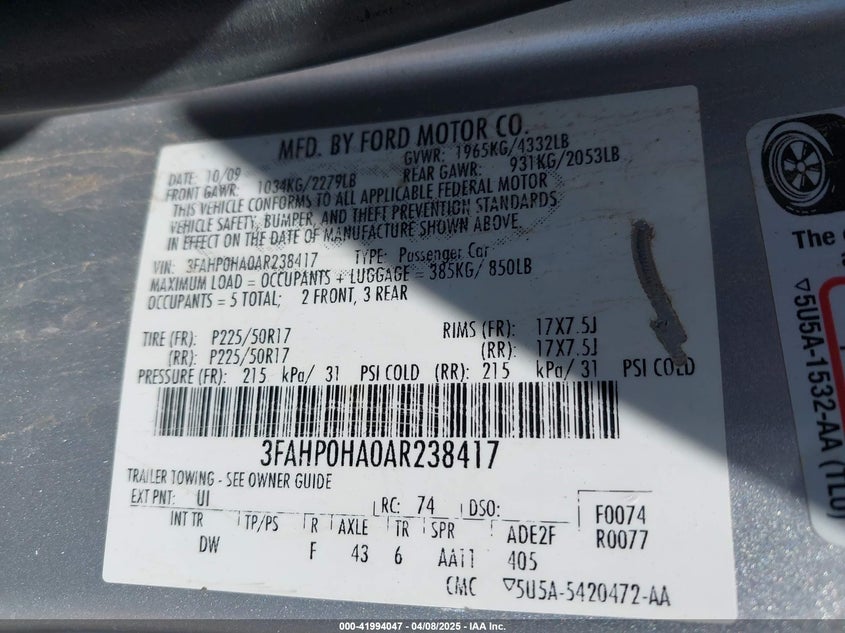 MFD. BY FORD MOTOR CO.
DATE: 10/09 GVWR: 1965KG/4332LB
FRONT GAWR: 1034KG/2279LB REAR GAWR: 931KG/2053LB
THIS VEHICLE CONFORMS TO ALL APPLICABLE FEDERAL MOTOR
VEHICLE SAFETY, BUMPER, AND THEFT PREVENTION STANDARDS
IN EFFECT ON THE DATE OF MANUFACTURE SHOWN ABOVE.
VIN: 3FAHP0HA0AR238417 TYPE: Passenger Car
MAXIMUM LOAD = OCCUPANTS + LUGGAGE = 385KG/ 850LB
OCCUPANTS = 5 TOTAL; 2 FRONT, 3 REAR
TIRE (FR): P225/50R17 RIMS (FR): 17X7.5J
(RR): P225/50R17 (RR): 17X7.5J
PRESSURE (FR): 215 kPa/ 31 PSI COLD (RR): 215 kPa/ 31 PSI COLD
3FAHP0HA0AR238417
TRAILER TOWING - SEE OWNER GUIDE
EXT PNT: UI RC: 74 DSO: F0074
INT TR TP/PS R AXLE TR SPR ADE2F R0077
DW F 43 6 AA11 405
CMC ▽5U5A-5420472-AA
The
▽5U5A-1532-AA (TL0)
000-41994047 - 04/08/2025 - IAA Inc.